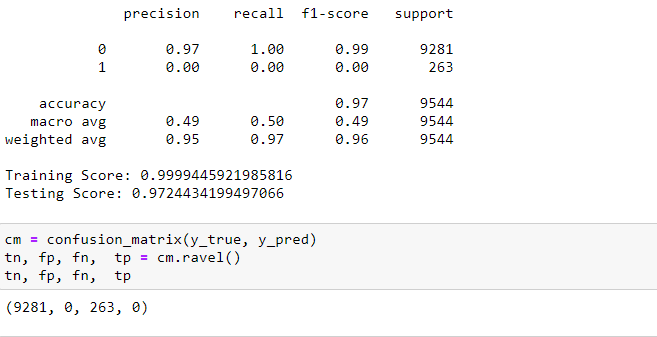 precision recall f1-score support
0 0.97 1.00 0.99 9281
1 0.00 0.00 0.00 263
accuracy 0.97 9544
macro avg 0.49 0.50 0.49 9544
weighted avg 0.95 0.97 0.96 9544
Training Score: 0.9999445921985816
Testing Score: 0.9724434199497066
cm = confusion_matrix(y_true, y_pred)
tn, fp, fn,  tp = cm.ravel()
tn, fp, fn,  tp
(9281, 0, 263, 0)